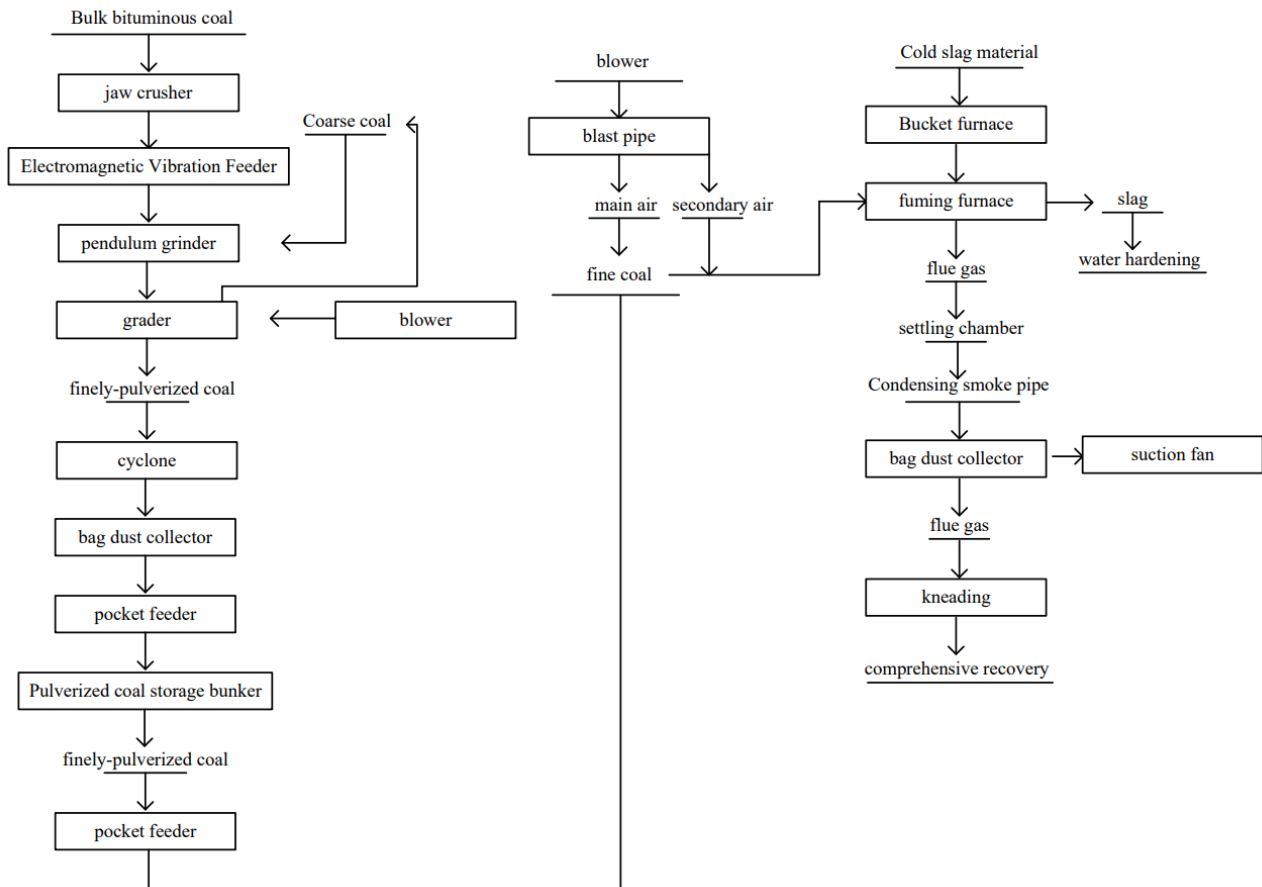 Bulk bituminous coal
jaw crusher
Coarse coal
Electromagnetic Vibration Feeder
pendulum grinder
grader
blower
finely-pulverized coal
cyclone
bag dust collector
pocket feeder
Pulverized coal storage bunker
finely-pulverized coal
pocket feeder
blower
blast pipe
main air
secondary air
fine coal
Cold slag material
Bucket furnace
fuming furnace
slag
water hardening
flue gas
settling chamber
Condensing smoke pipe
bag dust collector
suction fan
flue gas
kneading
comprehensive recovery